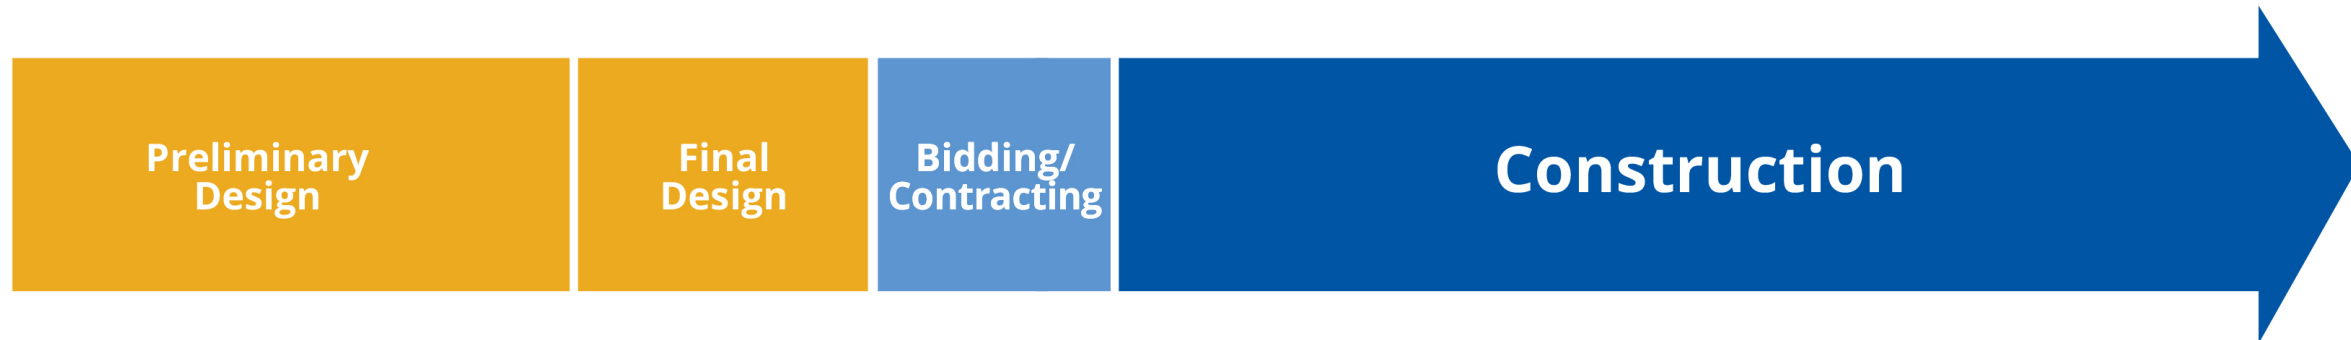 Preliminary
Design
Final
Design
Bidding/
Contracting
Construction